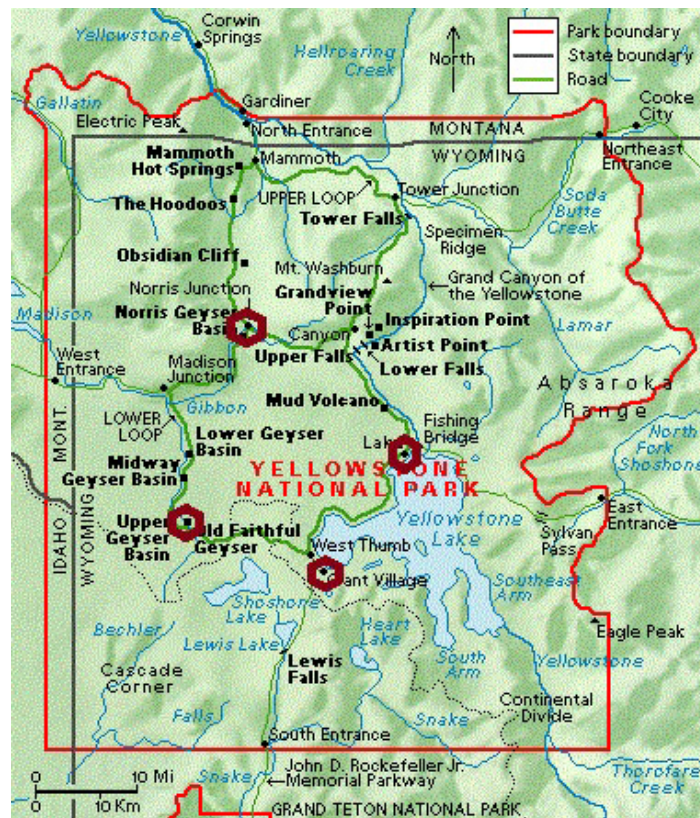 Corwin
Springs
Yellowstone
Hellroaring
Creek
North
Park boundary
State boundary
Road
Gallatin
Gardiner
Electric Peak
North Entrance
MONTANA
WYOMING
Cooke
City
Northeast
Entrance
Mammoth
Hot Springs
Mammoth
UPPER LOOP
Tower Junction
The Hoodoos
Tower Falls
Soda
Butte
Creek
Specimen
Ridge
Obsidian Cliff
Mt. Washburn
Grand Canyon of
the Yellowstone
Norris Junction
Grandview
Point
Norris Geyser
Basin
Canyon
Inspiration Point
Madison
Upper Falls
Artist Point
Lamar
West
Entrance
Madison
Junction
Lower Falls
Absaroka
Range
Gibbon
Mud Volcano
LOWER
LOOP
Fishing
Bridge
MONT.
Lower Geyser
Basin
North
Fork
Shoshone
Midway
Geyser Basin
YELLOWSTONE
NATIONAL PARK
East
Entrance
IDAHO
WYOMING
Upper
Geyser
Basin
Old Faithful
Geyser
Yellowstone
Lake
Sylvan
Pass
West Thumb
Grant Village
Shoshone
Lake
Southeast
Arm
Bechler
Lewis Lake
Heart
Lake
Eagle Peak
Cascade
Corner
Lewis
Falls
South
Arm
Yellowstone
Continental
Divide
Falls
Snake
South Entrance
Thorofare
Creek
0 10 Mi
0 10 Km
Snake
John D. Rockefeller Jr.
Memorial Parkway
GRAND TETON NATIONAL PARK